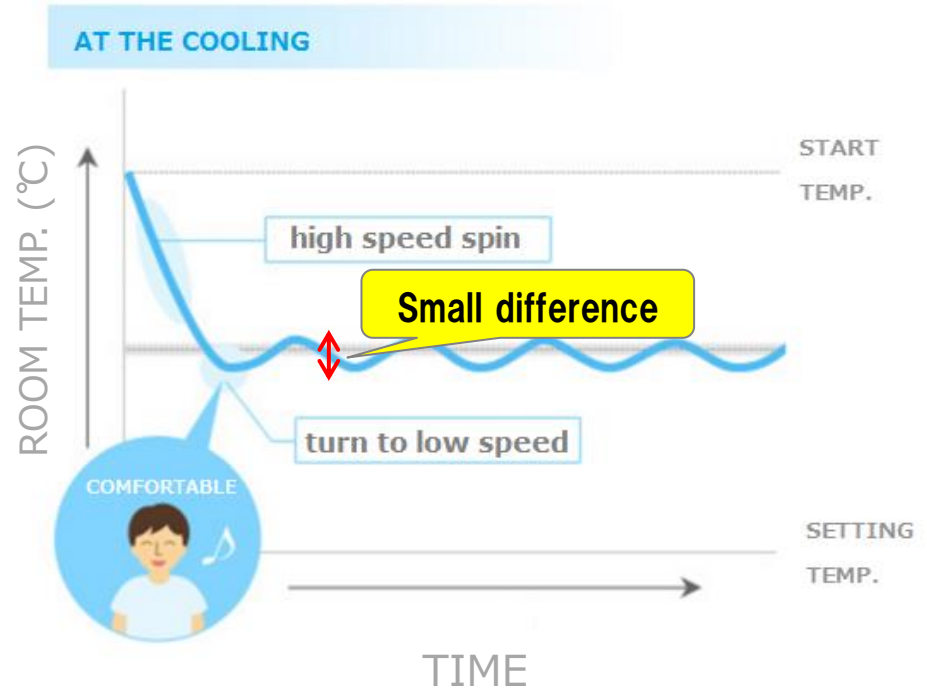 AT THE COOLING
ROOM TEMP. (℃)
START
TEMP.
high speed spin
Small difference
turn to low speed
COMFORTABLE
SETTING
TEMP.
TIME